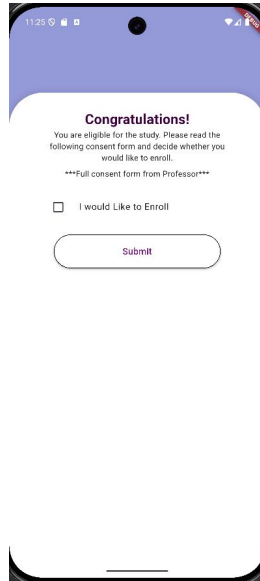 11:25
DEBUG
Congratulations!
You are eligible for the study. Please read the
following consent form and decide whether you
would like to enroll.
***Full consent form from Professor***
I would Like to Enroll
Submit